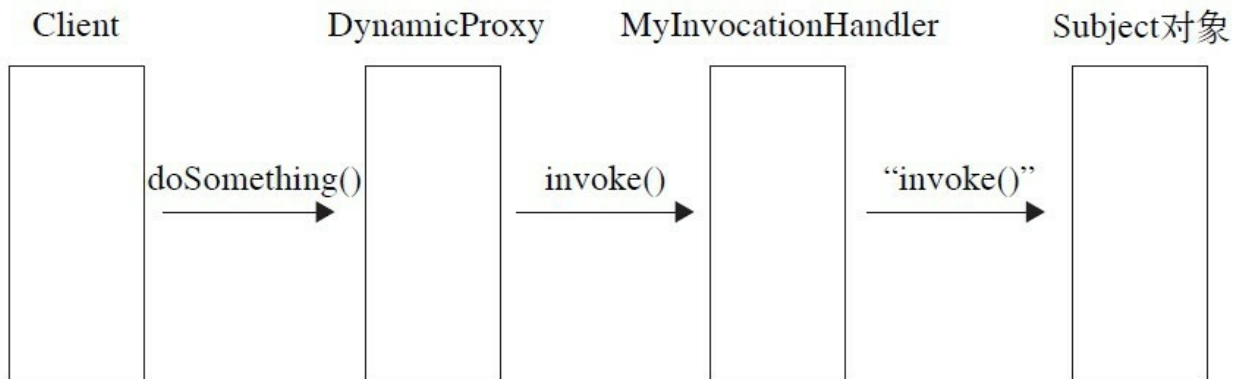 Client
DynamicProxy
MyInvocationHandler
Subject对象
doSomething()
invoke()
“invoke()”